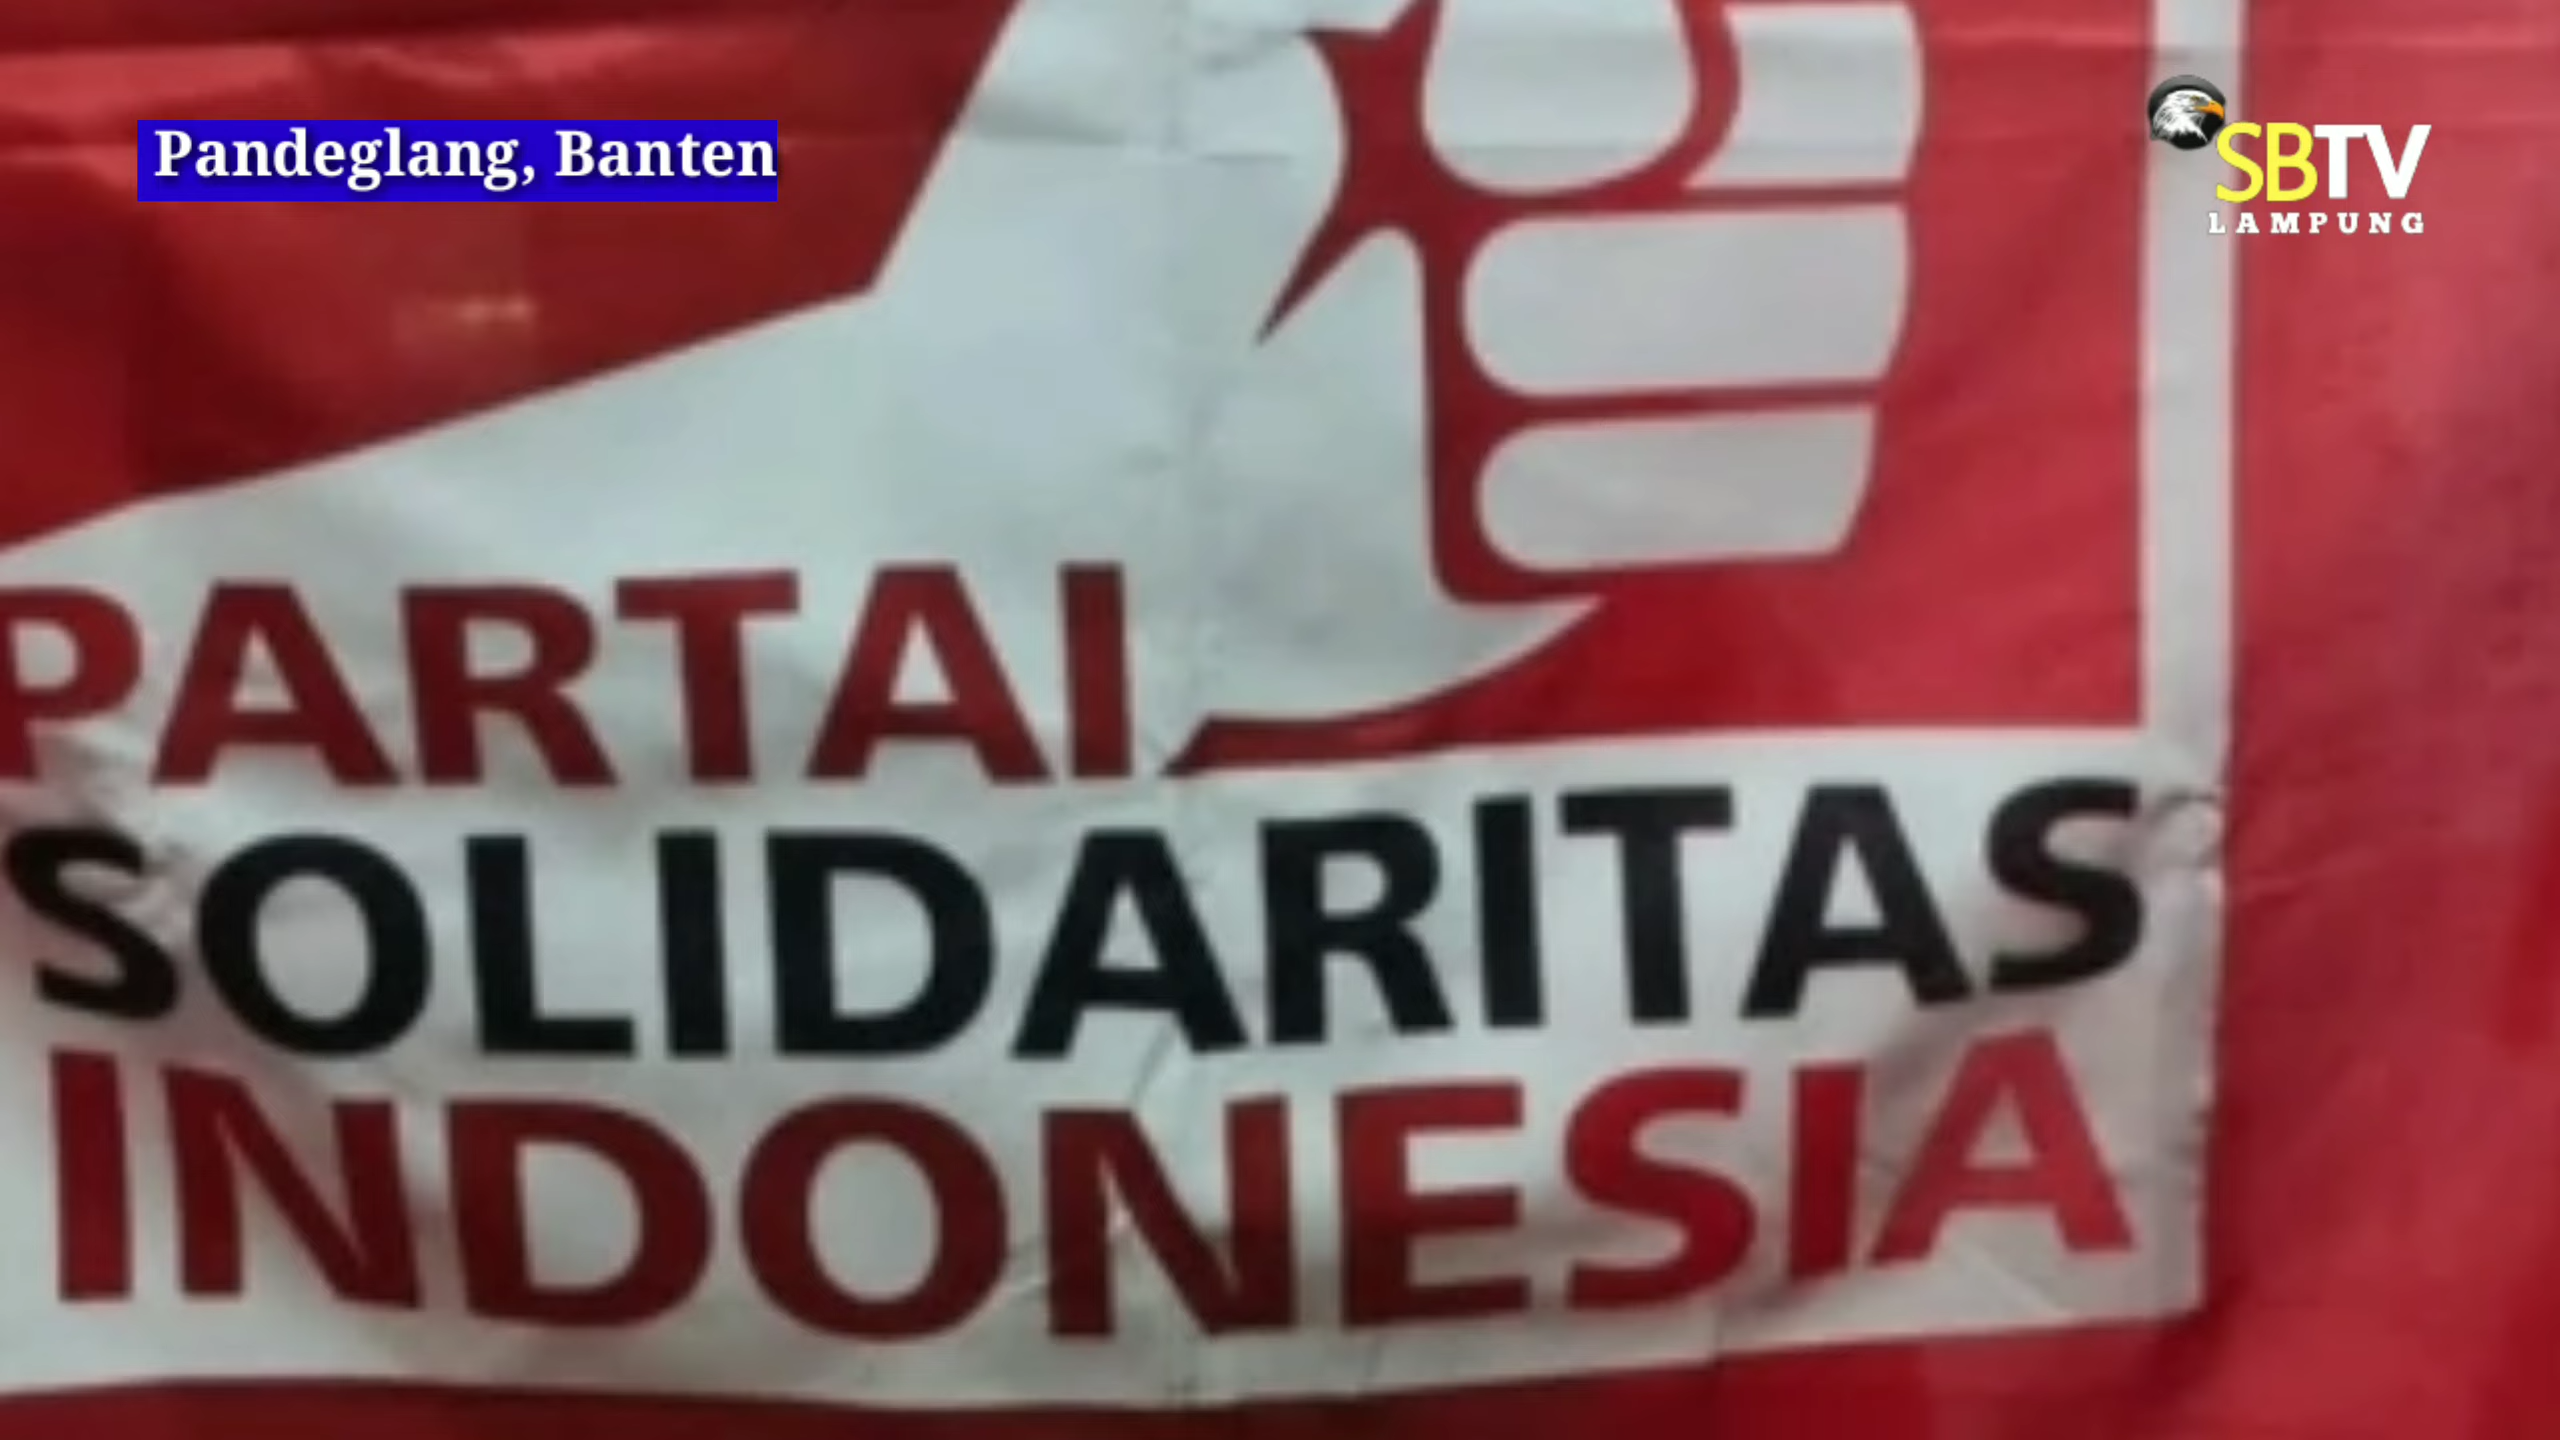 Pandeglang, Banten
SBTV
LAMPUNG
PARTAI
SOLIDARITAS
INDONESIA